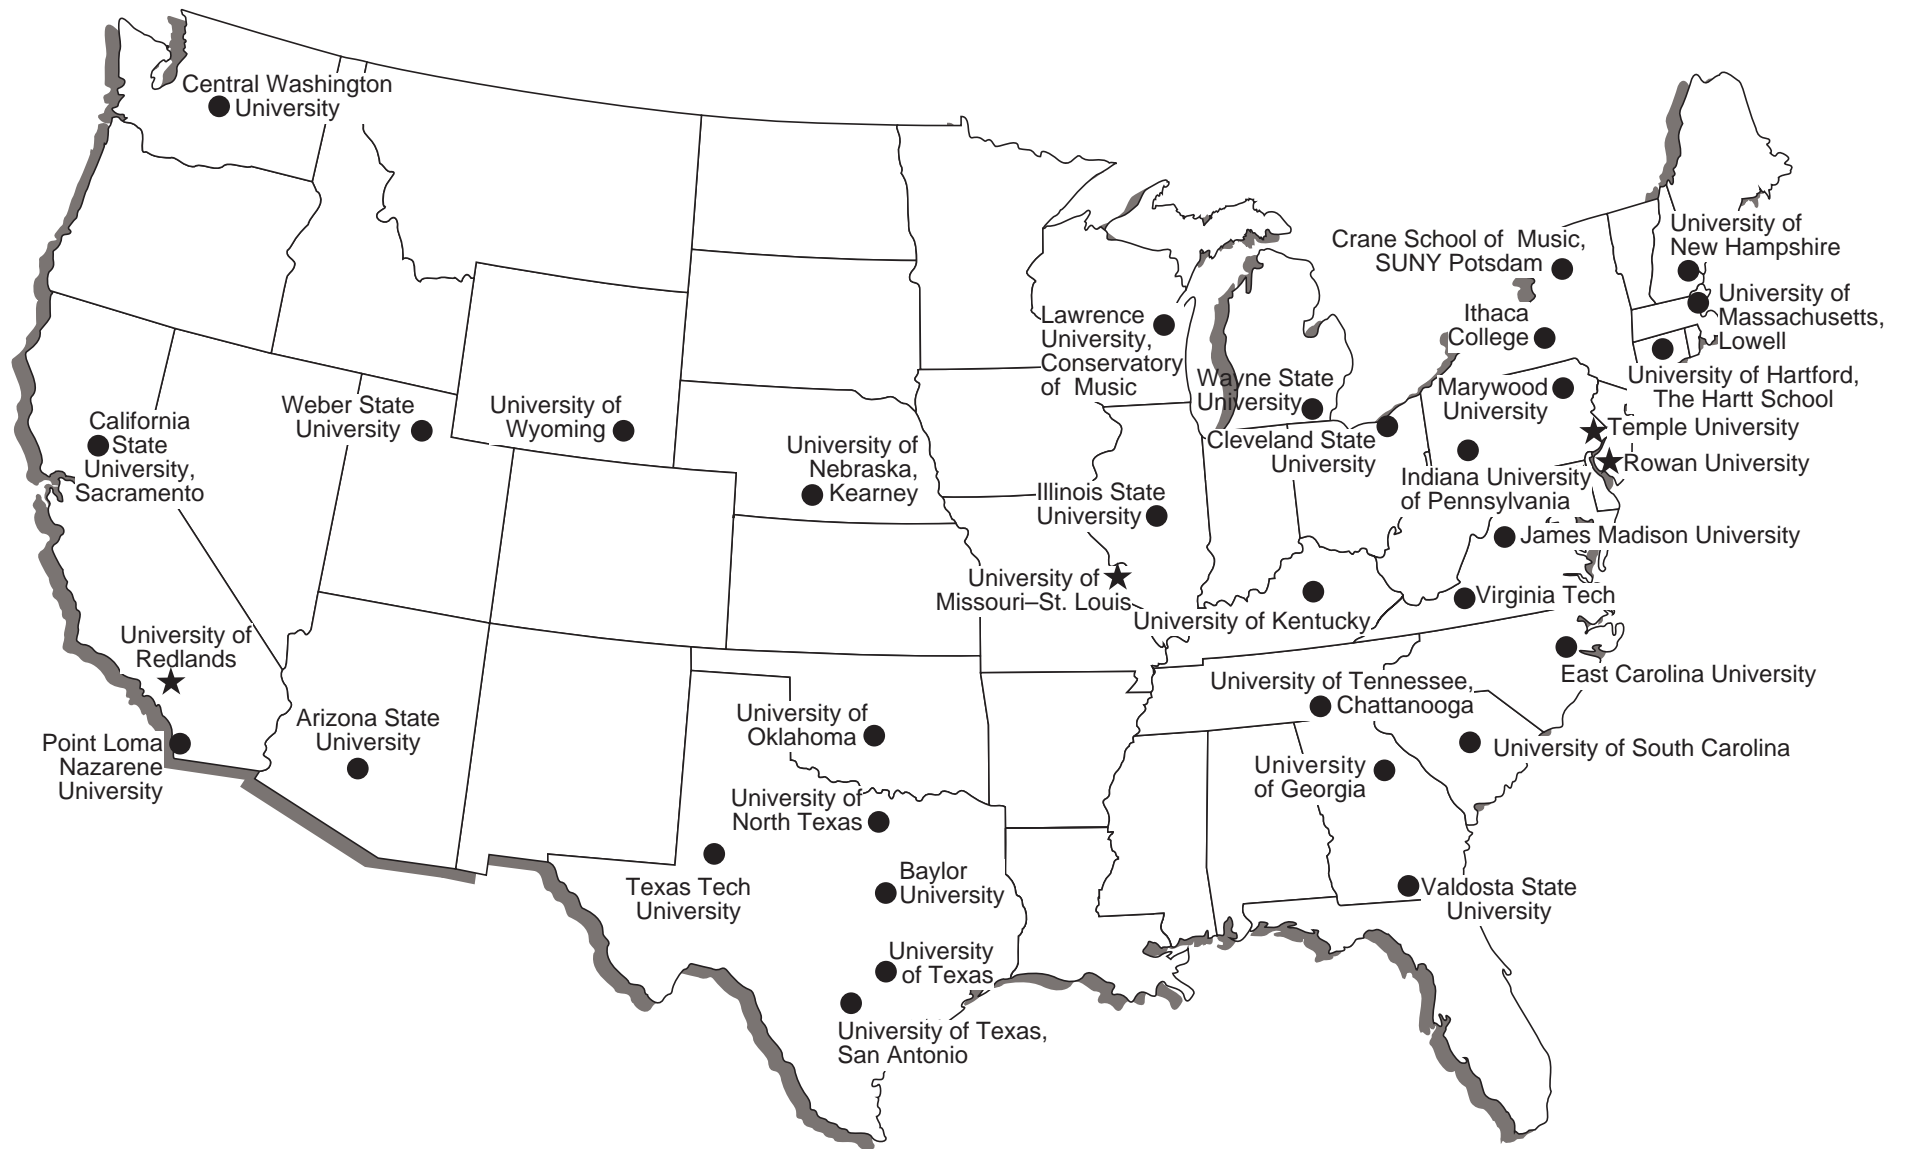 Central Washington
University
University of
New Hampshire
Crane School of Music,
SUNY Potsdam
University of
Massachusetts,
Lowell
Ithaca
College
Lawrence
University,
Conservatory
of Music
Wayne State
University
Marywood
University
University of Hartford,
The Hartt School
California
State
University,
Sacramento
Weber State
University
University of
Wyoming
University of
Nebraska,
Kearney
Cleveland State
University
Temple University
Rowan University
Indiana University
of Pennsylvania
Illinois State
University
James Madison University
University of
Missouri–St. Louis
University of Kentucky
Virginia Tech
University of
Redlands
East Carolina University
University of Tennessee,
Chattanooga
Arizona State
University
University of
Oklahoma
Point Loma
Nazarene
University
University of South Carolina
University
of Georgia
University of
North Texas
Texas Tech
University
Baylor
University
Valdosta State
University
University
of Texas
University of Texas,
San Antonio